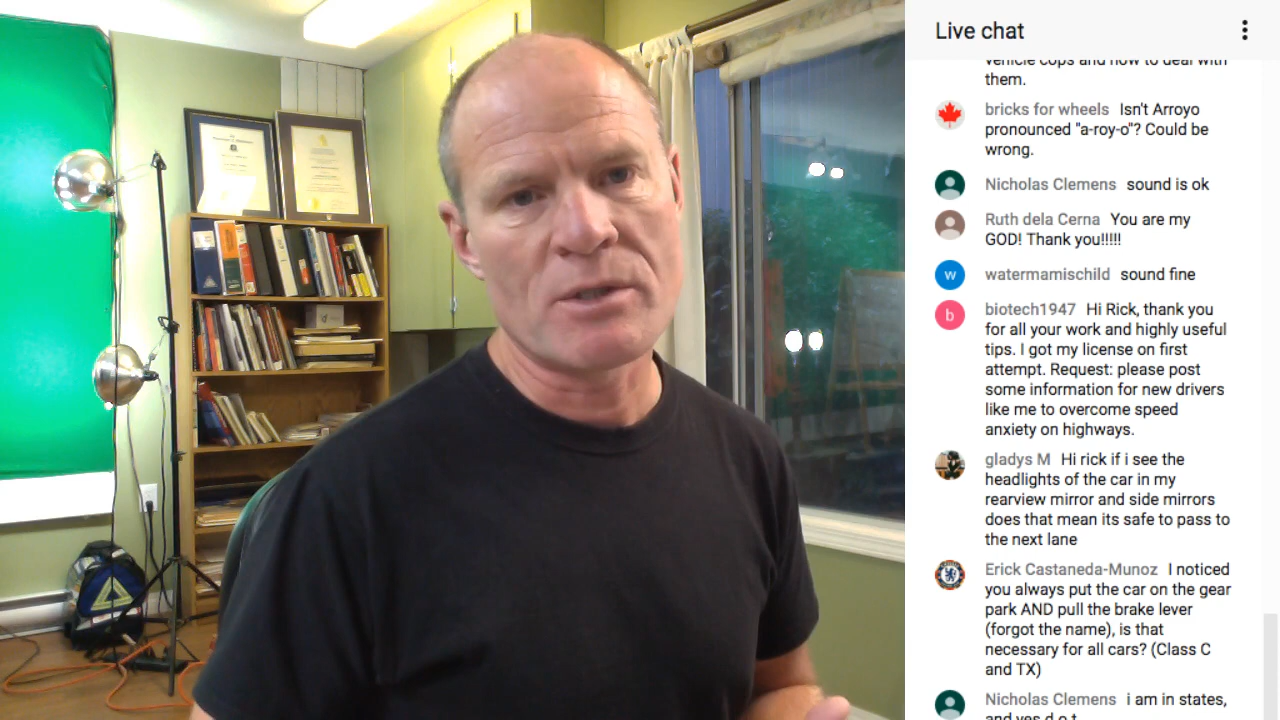 Live chat
vehicle cops and how to deal with
them.
bricks for wheels Isn't Arroyo
pronounced "a-roy-o"? Could be
wrong.
Nicholas Clemens sound is ok
Ruth dela Cerna You are my
GOD! Thank you!!!!!
w watermamischild sound fine
b biotech1947 Hi Rick, thank you
for all your work and highly useful
tips. I got my license on first
attempt. Request: please post
some information for new drivers
like me to overcome speed
anxiety on highways.
gladys M Hi rick if i see the
headlights of the car in my
rearview mirror and side mirrors
does that mean its safe to pass to
the next lane
Erick Castaneda-Munoz I noticed
you always put the car on the gear
park AND pull the brake lever
(forgot the name), is that
necessary for all cars? (Class C
and TX)
Nicholas Clemens i am in states,
and yes d.o.t